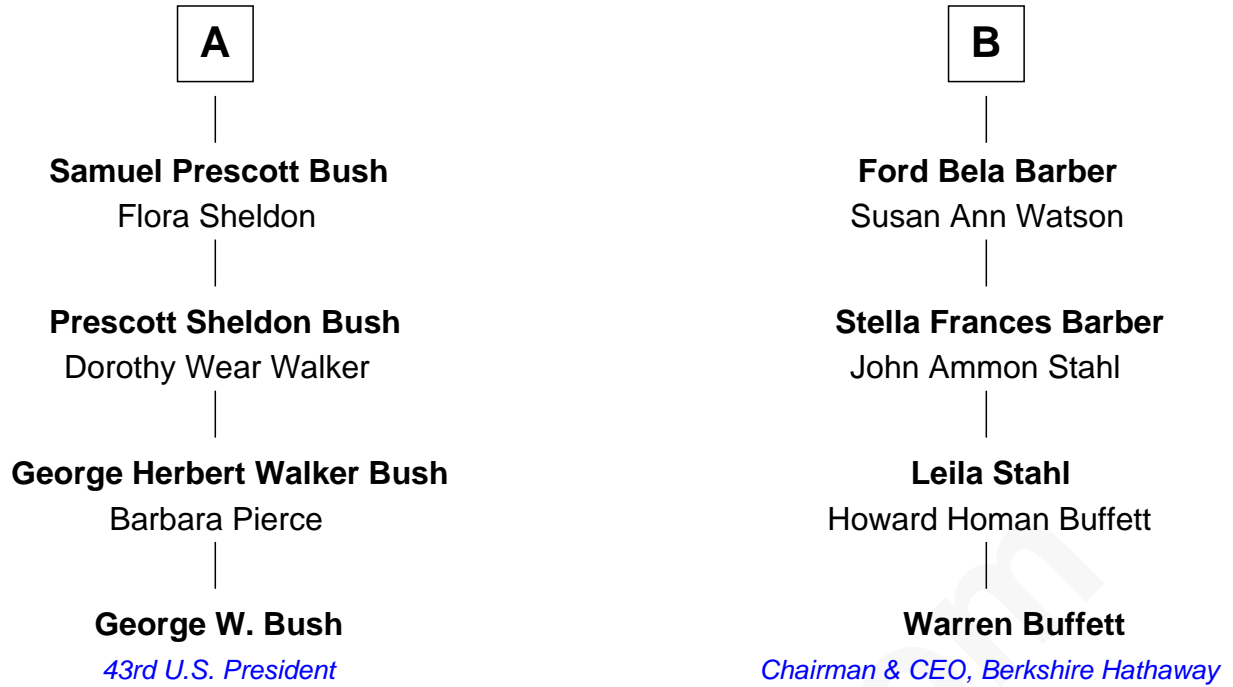 A
Samuel Prescott Bush
Flora Sheldon
Prescott Sheldon Bush
Dorothy Wear Walker
George Herbert Walker Bush
Barbara Pierce
George W. Bush
43rd U.S. President
B
Ford Bela Barber
Susan Ann Watson
Stella Frances Barber
John Ammon Stahl
Leila Stahl
Howard Homan Buffett
Warren Buffett
Chairman & CEO, Berkshire Hathaway